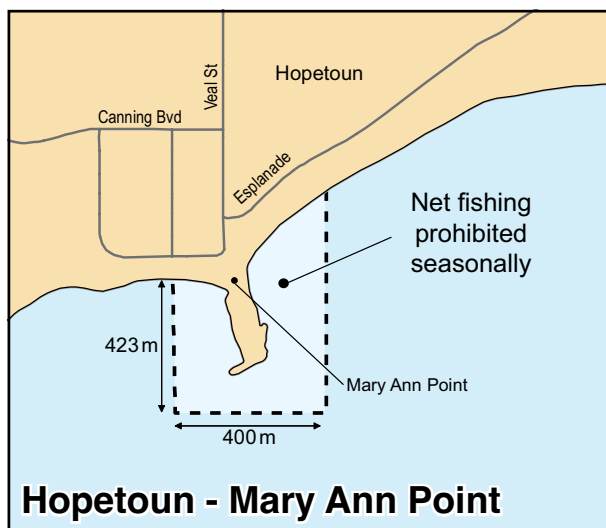 Veal St
Hopetoun
Canning Bvd
Esplanade
Net fishing
prohibited
seasonally
423 m
Mary Ann Point
400 m
Hopetoun - Mary Ann Point